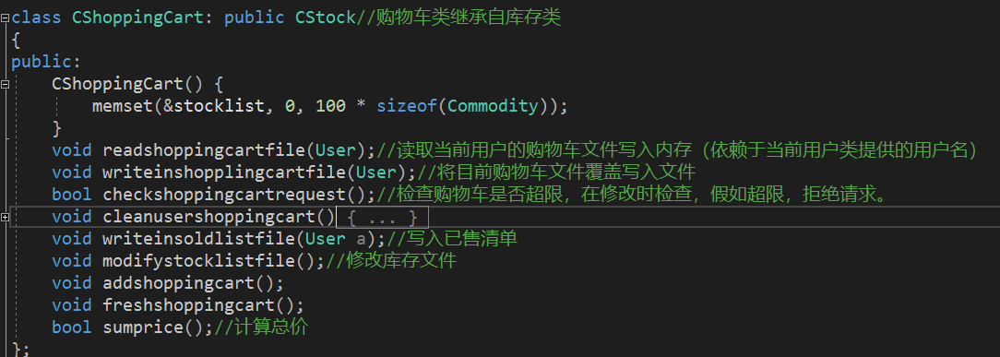 class CShoppingCart: public CStock//购物车类继承自库存类
{
public:
CShoppingCart() {
memset(&stocklist, 0, 100 * sizeof(Commodity));
}
void readshoppingcartfile(User);//读取当前用户的购物车文件写入内存（依赖于当前用户类提供的用户名）
void writeinshopplingcartfile(User);//将目前购物车文件覆盖写入文件
bool checkshoppingcartrequest();//检查购物车是否超限，在修改时检查，假如超限，拒绝请求。
void cleanusershoppingcart() { ... }
void writeinsoldlistfile(User a);//写入已售清单
void modifystocklistfile();//修改库存文件
void addshoppingcart();
void freshshoppingcart();
bool sumprice();//计算总价
};